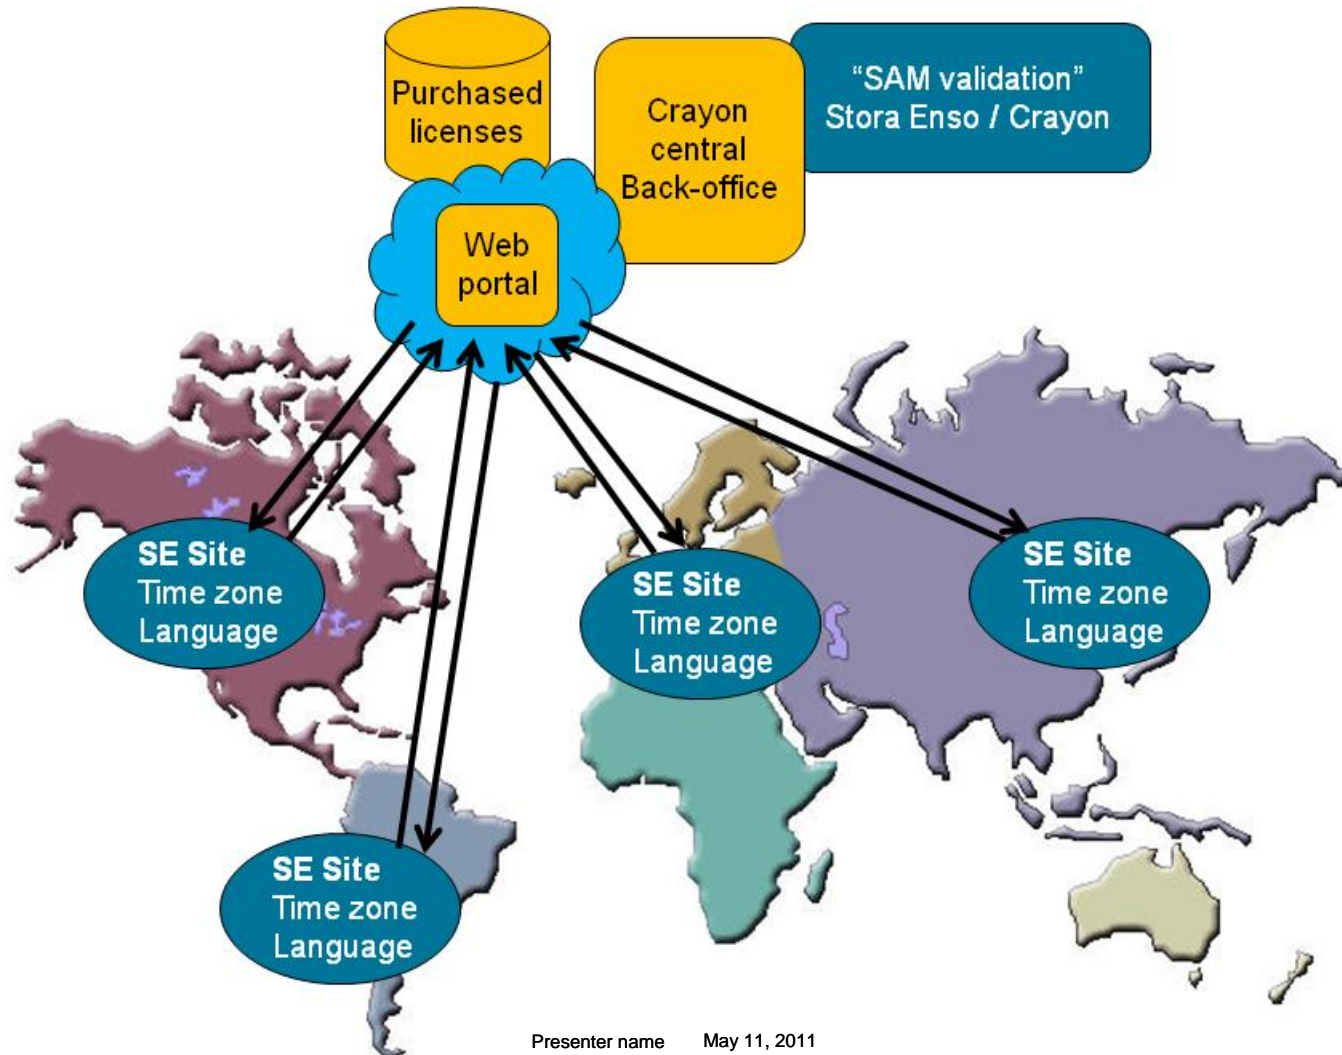 Purchased
licenses
Crayon
central
Back-office
“SAM validation”
Stora Enso / Crayon
Web
portal
SE Site
Time zone
Language
SE Site
Time zone
Language
SE Site
Time zone
Language
SE Site
Time zone
Language
Presenter name May 11, 2011